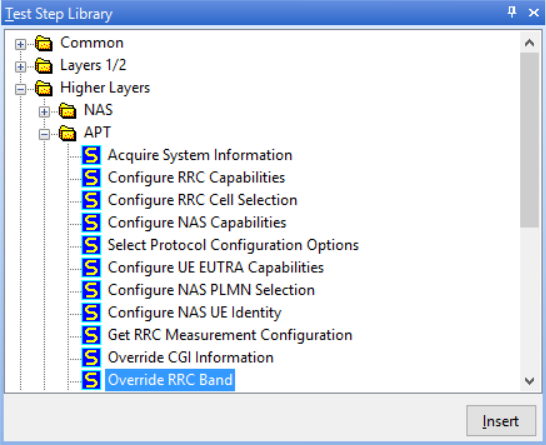 Test Step Library
Common
Layers 1/2
Higher Layers
NAS
APT
S Acquire System Information
S Configure RRC Capabilities
S Configure RRC Cell Selection
S Configure NAS Capabilities
S Select Protocol Configuration Options
S Configure UE EUTRA Capabilities
S Configure NAS PLMN Selection
S Configure NAS UE Identity
S Get RRC Measurement Configuration
S Override CGI Information
S Override RRC Band
Insert